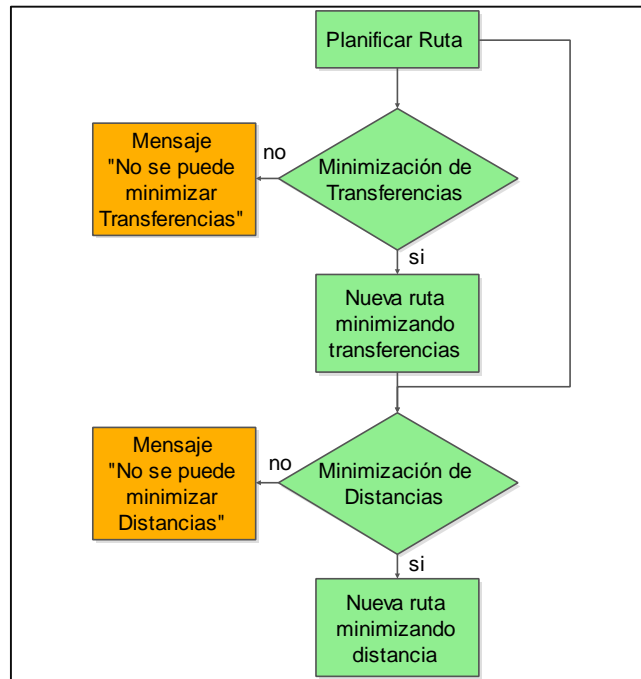 Planificar Ruta
Mensaje
"No se puede
minimizar
Transferencias"
no
Minimización de
Transferencias
si
Nueva ruta
minimizando
transferencias
Mensaje
"No se puede
minimizar
Distancias"
no
Minimización de
Distancias
si
Nueva ruta
minimizando
distancia